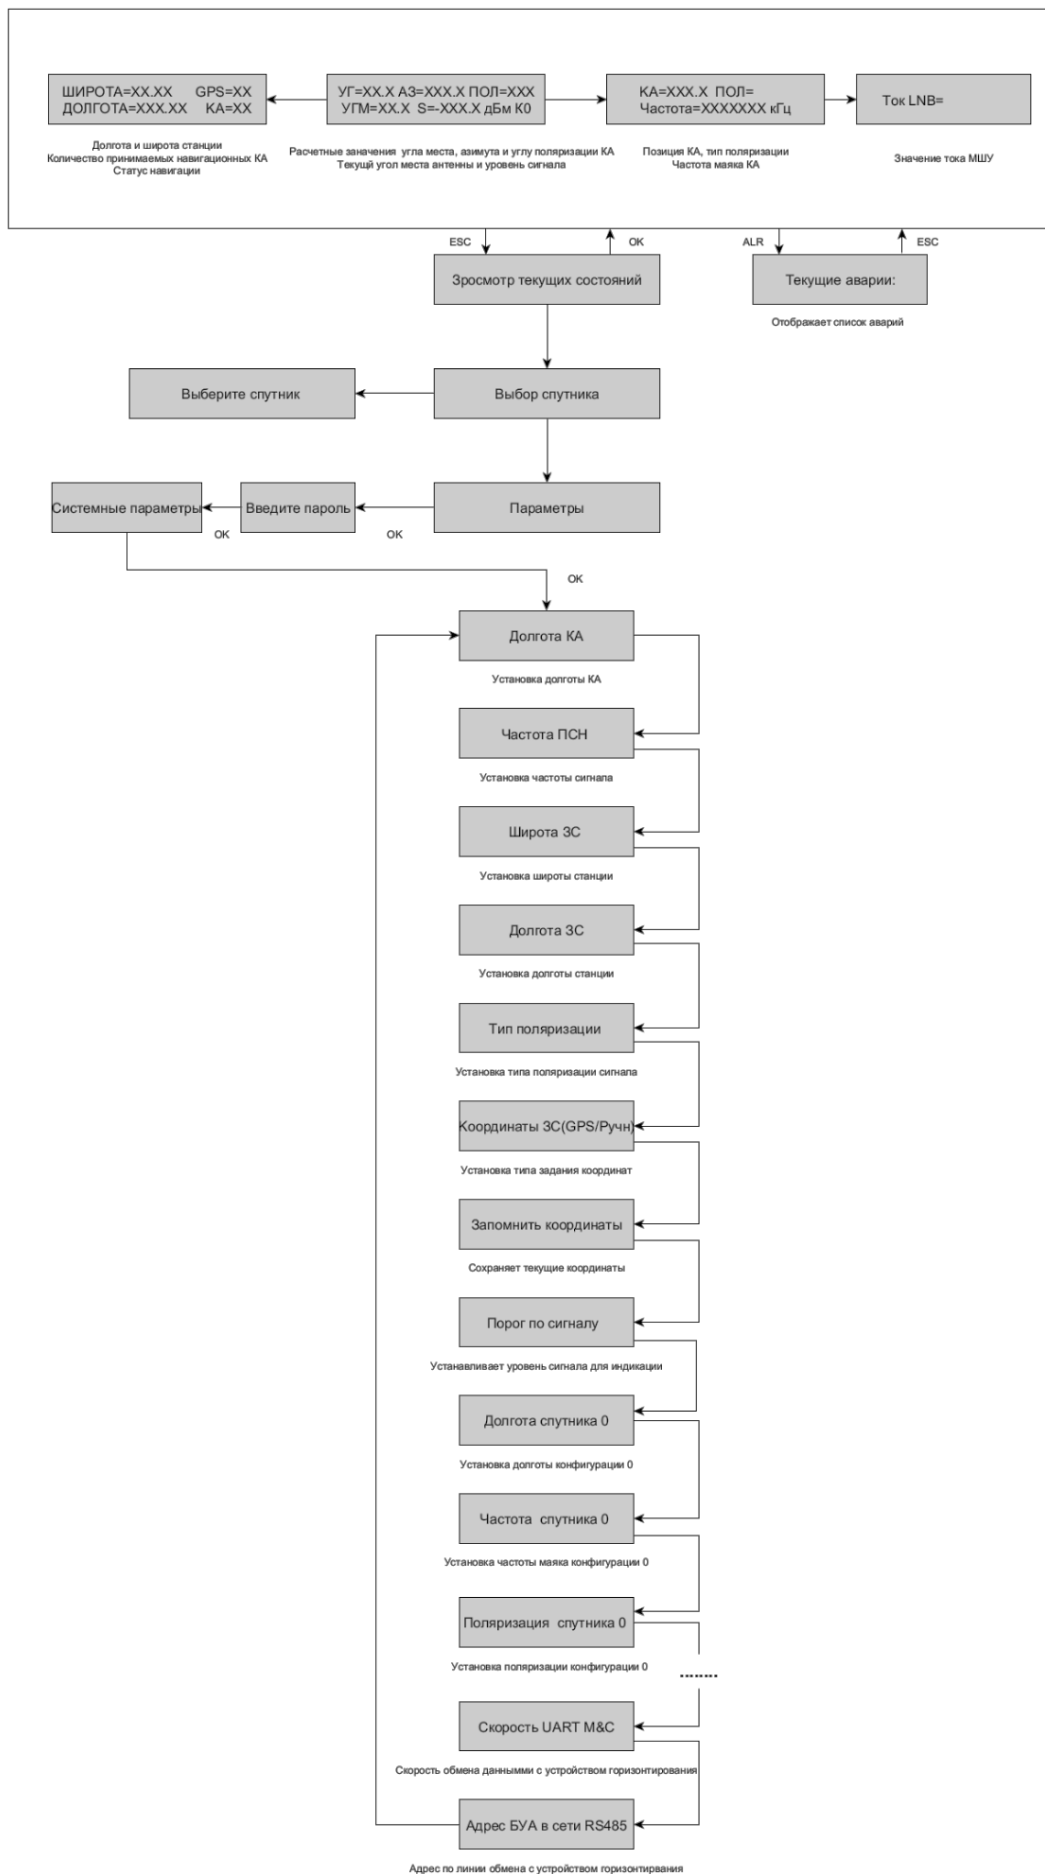 ШИРОТА=XX.XX GPS=XX
ДОЛГОТА=XXX.XX КА=XX
УГ=XX.X АЗ=XXX.X ПОЛ=XXX
УГМ=XX.X S=-XXX.X дБм К0
КА=XXX.X ПОЛ=
Частота=XXXXXXX кГц
Ток LNB=
Долгота и широта станции
Количество принимаемых навигационных КА
Статус навигации
Расчетные заначения угла места, азимута и углу поляризации КА
Текущй угол места антенны и уровень сигнала
Позиция КА, тип поляризации
Частота маяка КА
Значение тока МШУ
ESC
OK
ALR
ESC
Зросмотр текущих состояний
Текущие аварии:
Отображает список аварий
Выберите спутник
Выбор спутника
Системные параметры
Введите пароль
Параметры
OK
OK
OK
Долгота КА
Установка долготы КА
Частота ПСН
Установка частоты сигнала
Широта ЗС
Установка широты станции
Долгота ЗС
Установка долготы станции
Тип поляризации
Установка типа поляризации сигнала
Координаты ЗС(GPS/Ручн)
Установка типа задания координат
Запомнить координаты
Сохраняет текущие координаты
Порог по сигналу
Устанавливает уровень сигнала для индикации
Долгота спутника 0
Установка долготы конфигурации 0
Частота спутника 0
Установка частоты маяка конфигурации 0
Поляризация спутника 0
Установка поляризации конфигурации 0
........
Скорость UART M&C
Скорость обмена даннымми с устройством горизонтирования
Адрес БУА в сети RS485
Адрес по линии обмена с устройством горизонтирвания